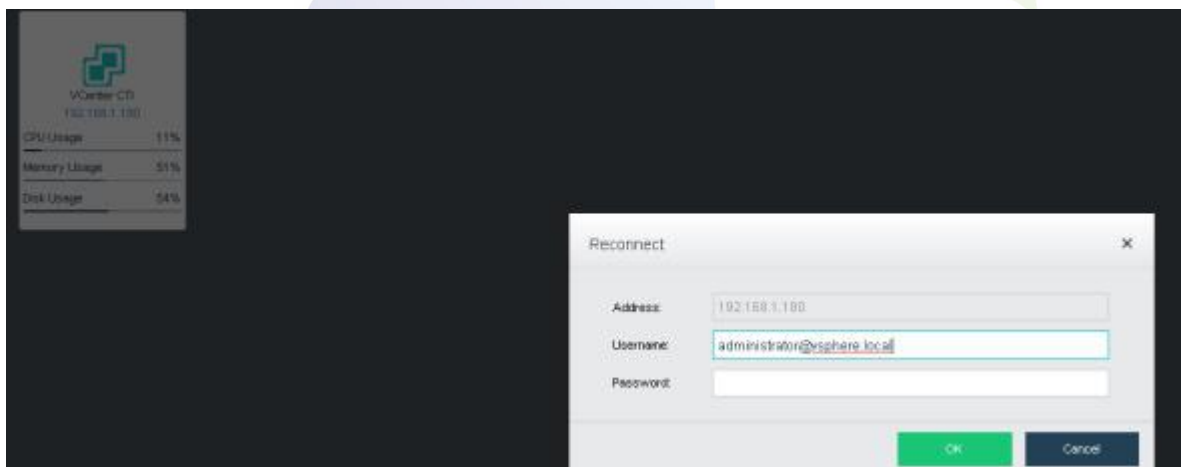 VCenter CTI
192.168.1.180
CPU Usage 11%
Memory Usage 51%
Disk Usage 54%
Reconnect ×
Address: 192.168.1.180
Username: administrator@vsphere.local
Password:
OK Cancel